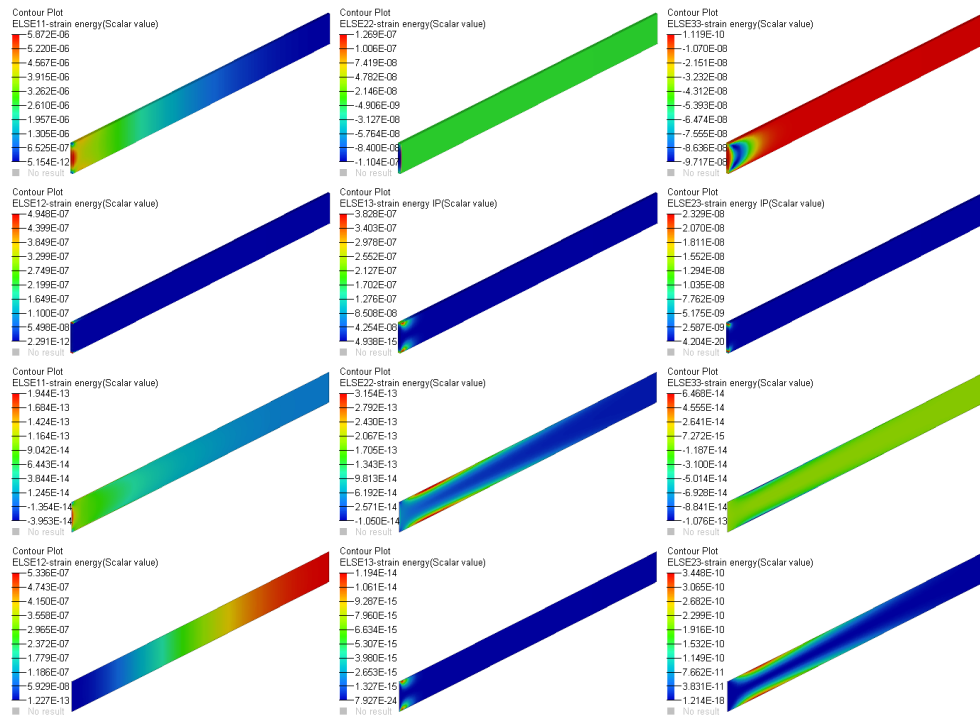 Contour Plot
ELSE11-strain energy(Scalar value)
5.872E-06
5.220E-06
4.567E-06
3.915E-06
3.262E-06
2.610E-06
1.957E-06
1.305E-06
6.525E-07
5.154E-12
No result
Contour Plot
ELSE22-strain energy(Scalar value)
1.269E-07
1.006E-07
7.419E-08
4.782E-08
2.146E-08
-4.906E-09
-3.127E-08
-5.764E-08
-8.400E-08
-1.104E-07
No result
Contour Plot
ELSE33-strain energy(Scalar value)
1.119E-10
-1.070E-08
-2.151E-08
-3.232E-08
-4.312E-08
-5.393E-08
-6.474E-08
-7.555E-08
-8.636E-08
-9.717E-08
No result
Contour Plot
ELSE12-strain energy(Scalar value)
4.948E-07
4.399E-07
3.849E-07
3.299E-07
2.749E-07
2.199E-07
1.649E-07
1.100E-07
5.498E-08
2.291E-12
No result
Contour Plot
ELSE13-strain energy IP(Scalar value)
3.828E-07
3.403E-07
2.978E-07
2.552E-07
2.127E-07
1.702E-07
1.276E-07
8.508E-08
4.254E-08
4.938E-15
No result
Contour Plot
ELSE23-strain energy IP(Scalar value)
2.329E-08
2.070E-08
1.811E-08
1.552E-08
1.294E-08
1.035E-08
7.762E-09
5.175E-09
2.587E-09
4.204E-20
No result
Contour Plot
ELSE11-strain energy(Scalar value)
1.944E-13
1.684E-13
1.424E-13
1.164E-13
9.042E-14
6.443E-14
3.844E-14
1.245E-14
-1.354E-14
-3.953E-14
No result
Contour Plot
ELSE22-strain energy(Scalar value)
3.154E-13
2.792E-13
2.430E-13
2.067E-13
1.705E-13
1.343E-13
9.813E-14
6.192E-14
2.571E-14
-1.050E-14
No result
Contour Plot
ELSE33-strain energy(Scalar value)
6.468E-14
4.555E-14
2.641E-14
7.272E-15
-1.187E-14
-3.100E-14
-5.014E-14
-6.928E-14
-8.841E-14
-1.076E-13
No result
Contour Plot
ELSE12-strain energy(Scalar value)
5.336E-07
4.743E-07
4.150E-07
3.558E-07
2.965E-07
2.372E-07
1.779E-07
1.186E-07
5.929E-08
1.227E-13
No result
Contour Plot
ELSE13-strain energy(Scalar value)
1.194E-14
1.061E-14
9.287E-15
7.960E-15
6.634E-15
5.307E-15
3.980E-15
2.653E-15
1.327E-15
7.927E-24
No result
Contour Plot
ELSE23-strain energy(Scalar value)
3.448E-10
3.065E-10
2.682E-10
2.299E-10
1.916E-10
1.532E-10
1.149E-10
7.662E-11
3.831E-11
1.214E-18
No result